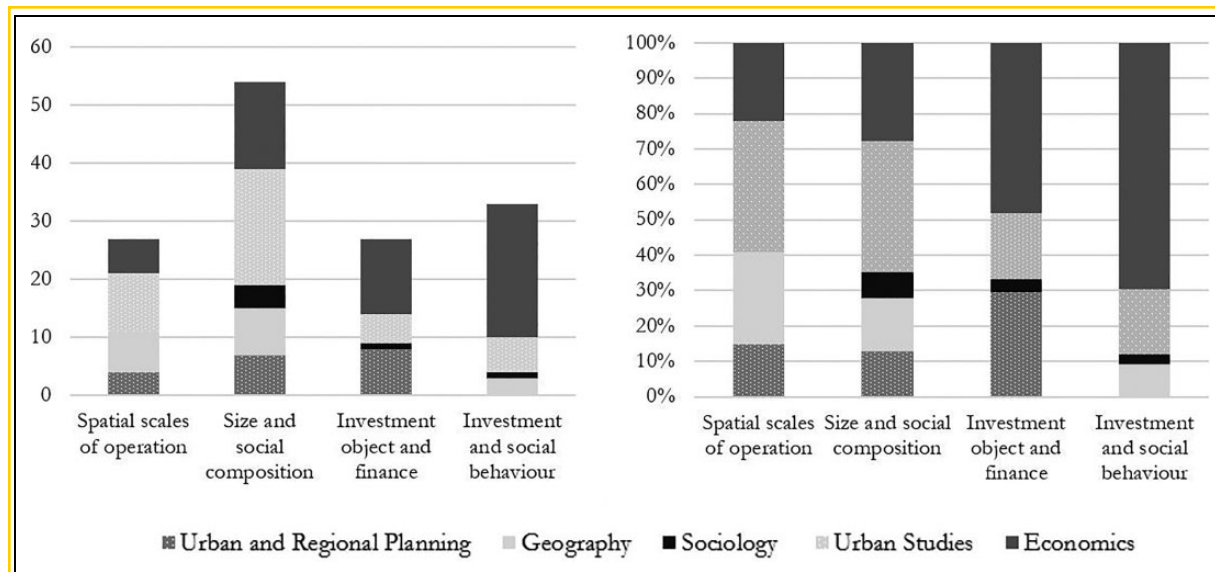 60
50
40
30
20
10
0
Spatial scales
of operation
Size and
social
composition
Investment
object and
finance
Investment
and social
behaviour
100%
90%
80%
70%
60%
50%
40%
30%
20%
10%
0%
Spatial scales
of operation
Size and social
composition
Investment
object and
finance
Investment
and social
behaviour
Urban and Regional Planning Geography Sociology Urban Studies Economics